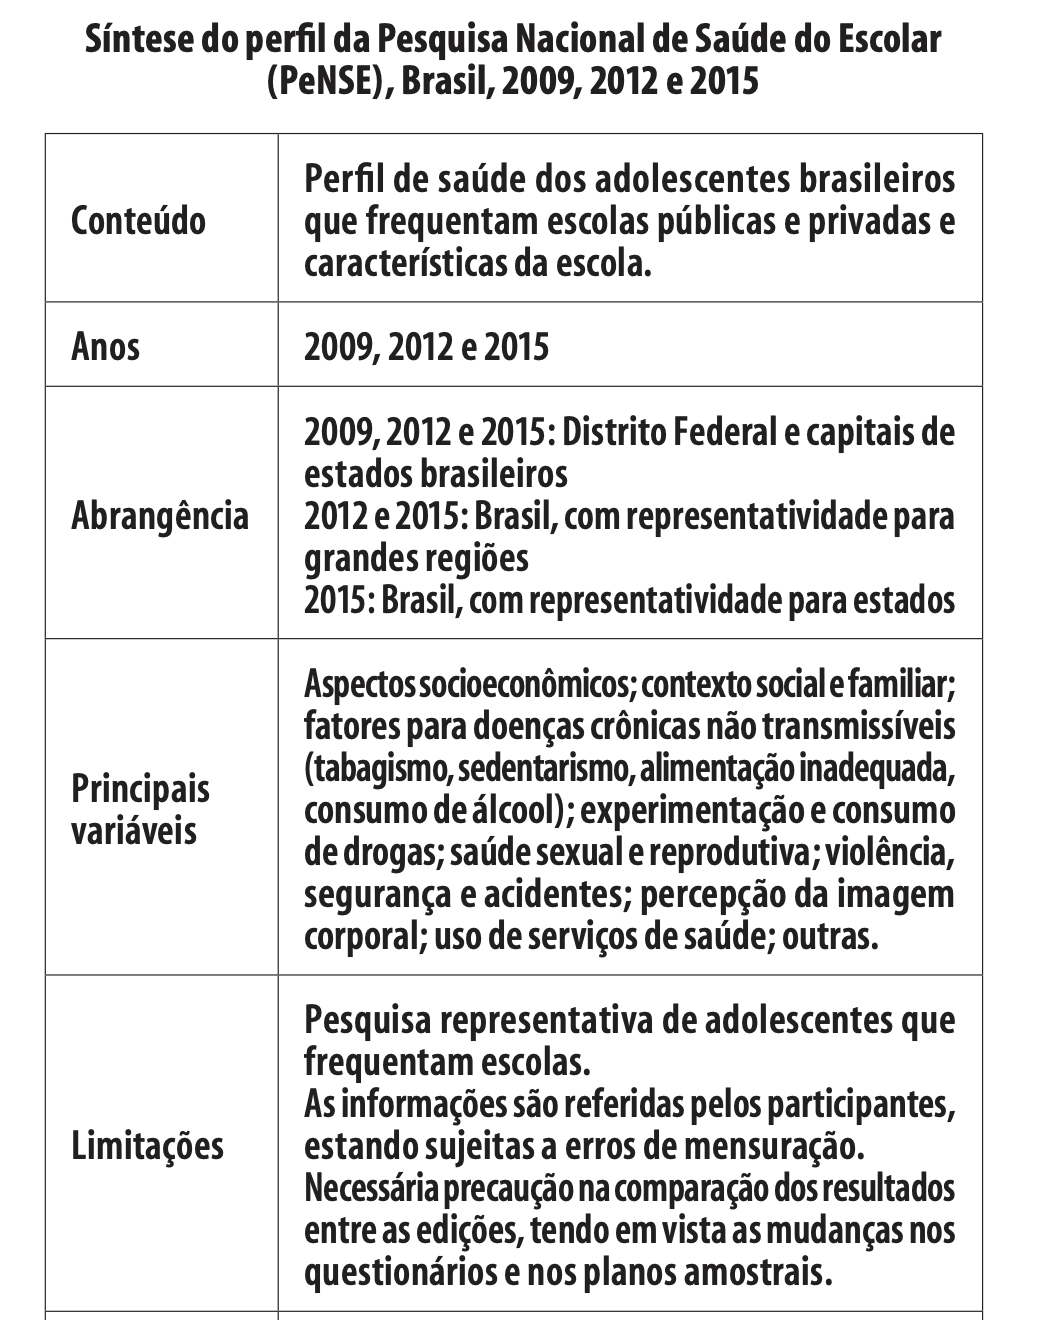 Síntese do perfil da Pesquisa Nacional de Saúde do Escolar
(PeNSE), Brasil, 2009, 2012 e 2015
Conteúdo
Perfil de saúde dos adolescentes brasileiros
que frequentam escolas públicas e privadas e
características da escola.
Anos
2009, 2012 e 2015
Abrangência
2009, 2012 e 2015: Distrito Federal e capitais de
estados brasileiros
2012 e 2015: Brasil, com representatividade para
grandes regiões
2015: Brasil, com representatividade para estados
Principais
variáveis
Aspectos socioeconômicos; contexto social e familiar;
fatores para doenças crônicas não transmissíveis
(tabagismo, sedentarismo, alimentação inadequada,
consumo de álcool); experimentação e consumo
de drogas; saúde sexual e reprodutiva; violência,
segurança e acidentes; percepção da imagem
corporal; uso de serviços de saúde; outras.
Limitações
Pesquisa representativa de adolescentes que
frequentam escolas.
As informações são referidas pelos participantes,
estando sujeitas a erros de mensuração.
Necessária precaução na comparação dos resultados
entre as edições, tendo em vista as mudanças nos
questionários e nos planos amostrais.